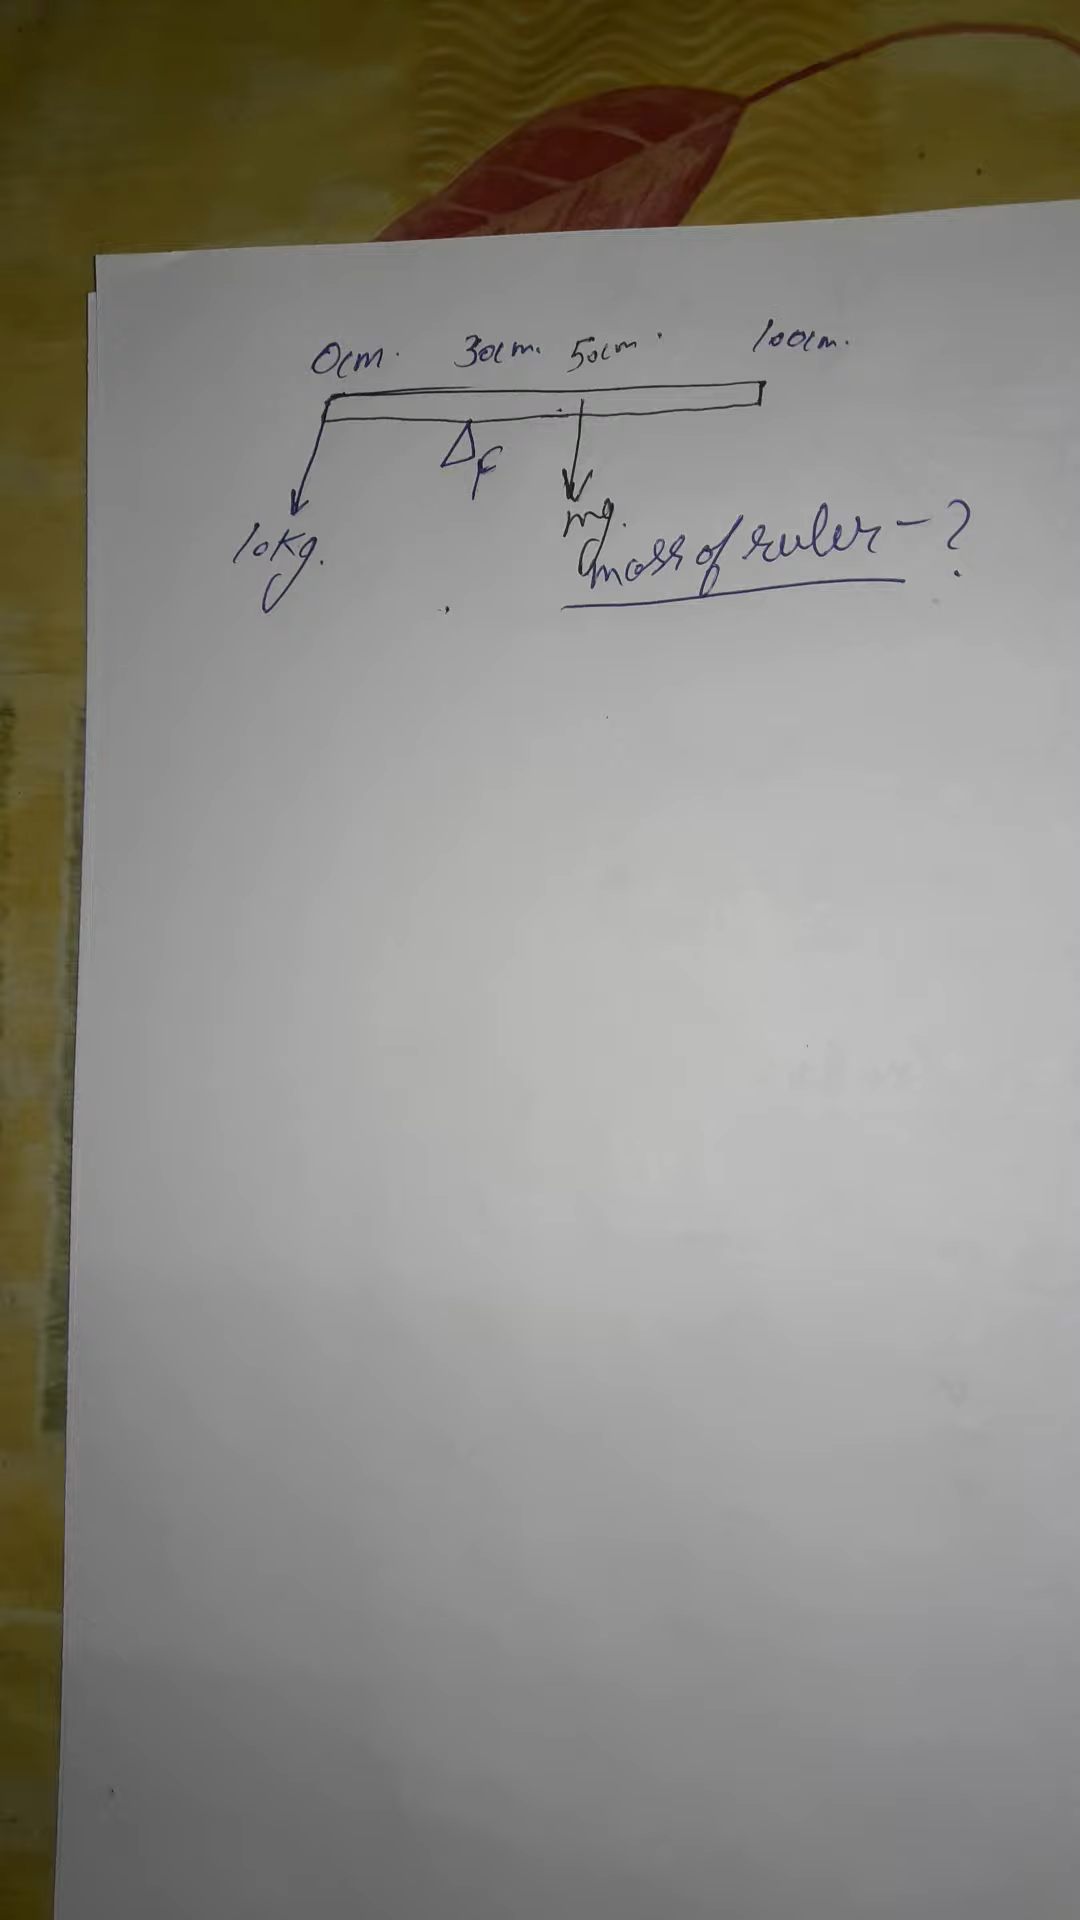 0cm. 30cm. 50cm. 100cm.
F
10kg.
mg.
mass of ruler - ?